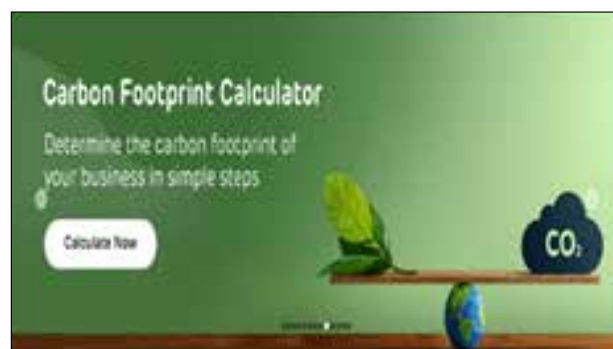 Carbon Footprint Calculator
Determine the carbon footprint of
your business in simple steps
Calculate Now
CO₂